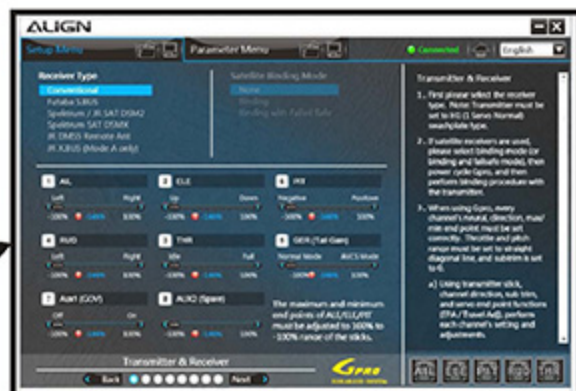 ALIGN
Setup Menu
Parameter Menu
Connected
English
Receiver Type
Conventional
Futaba S.BUS
Spektrum / JR SAT DSM2
Spektrum SAT DSMX
JR DMSS Remote Ant
JR X.BUS (Mode A only)
Satellite Binding Mode
None
Binding
Binding with Failed Safe
1 AIL
Left Right
-100% 100%
2 ELE
Up Down
-100% 100%
6 PIT
Negative Positive
-100% 100%
4 RUD
Left Right
-100% 100%
3 THR
Idle Full
-100% 100%
5 GER (Tail Gain)
Normal Mode AVCS Mode
-100% 100%
7 AUX1 (GOV)
Off On
-100% 100%
8 AUX2 (Spare)
-100% 100%
The maximum and minimum
end points of AIL/ELE/PIT
must be adjusted to 100% to
-100% range of the sticks.
Transmitter & Receiver
Back
Next
GPRO
Transmitter & Receiver
1. First please select the receiver
type. Note: Transmitter must be
set to H1 (1 Servo Normal)
swashplate type.
2. If satellite receivers are used,
please select binding mode (or
binding and failsafe mode), then
power cycle Gpro, and then
perform binding procedure with
the transmitter.
3. When using Gpro, every
channel's neutral, direction, max/
min end point must be set
correctly. Throttle and pitch
range must be set to straight
diagonal line, and subtrim is set
to 0.
a) Using transmitter stick,
channel direction, sub trim,
and servo end point functions
(EPA / Travel Adj), perform
each channel's setting and
adjustments.
AIL ELE PIT RUD THR